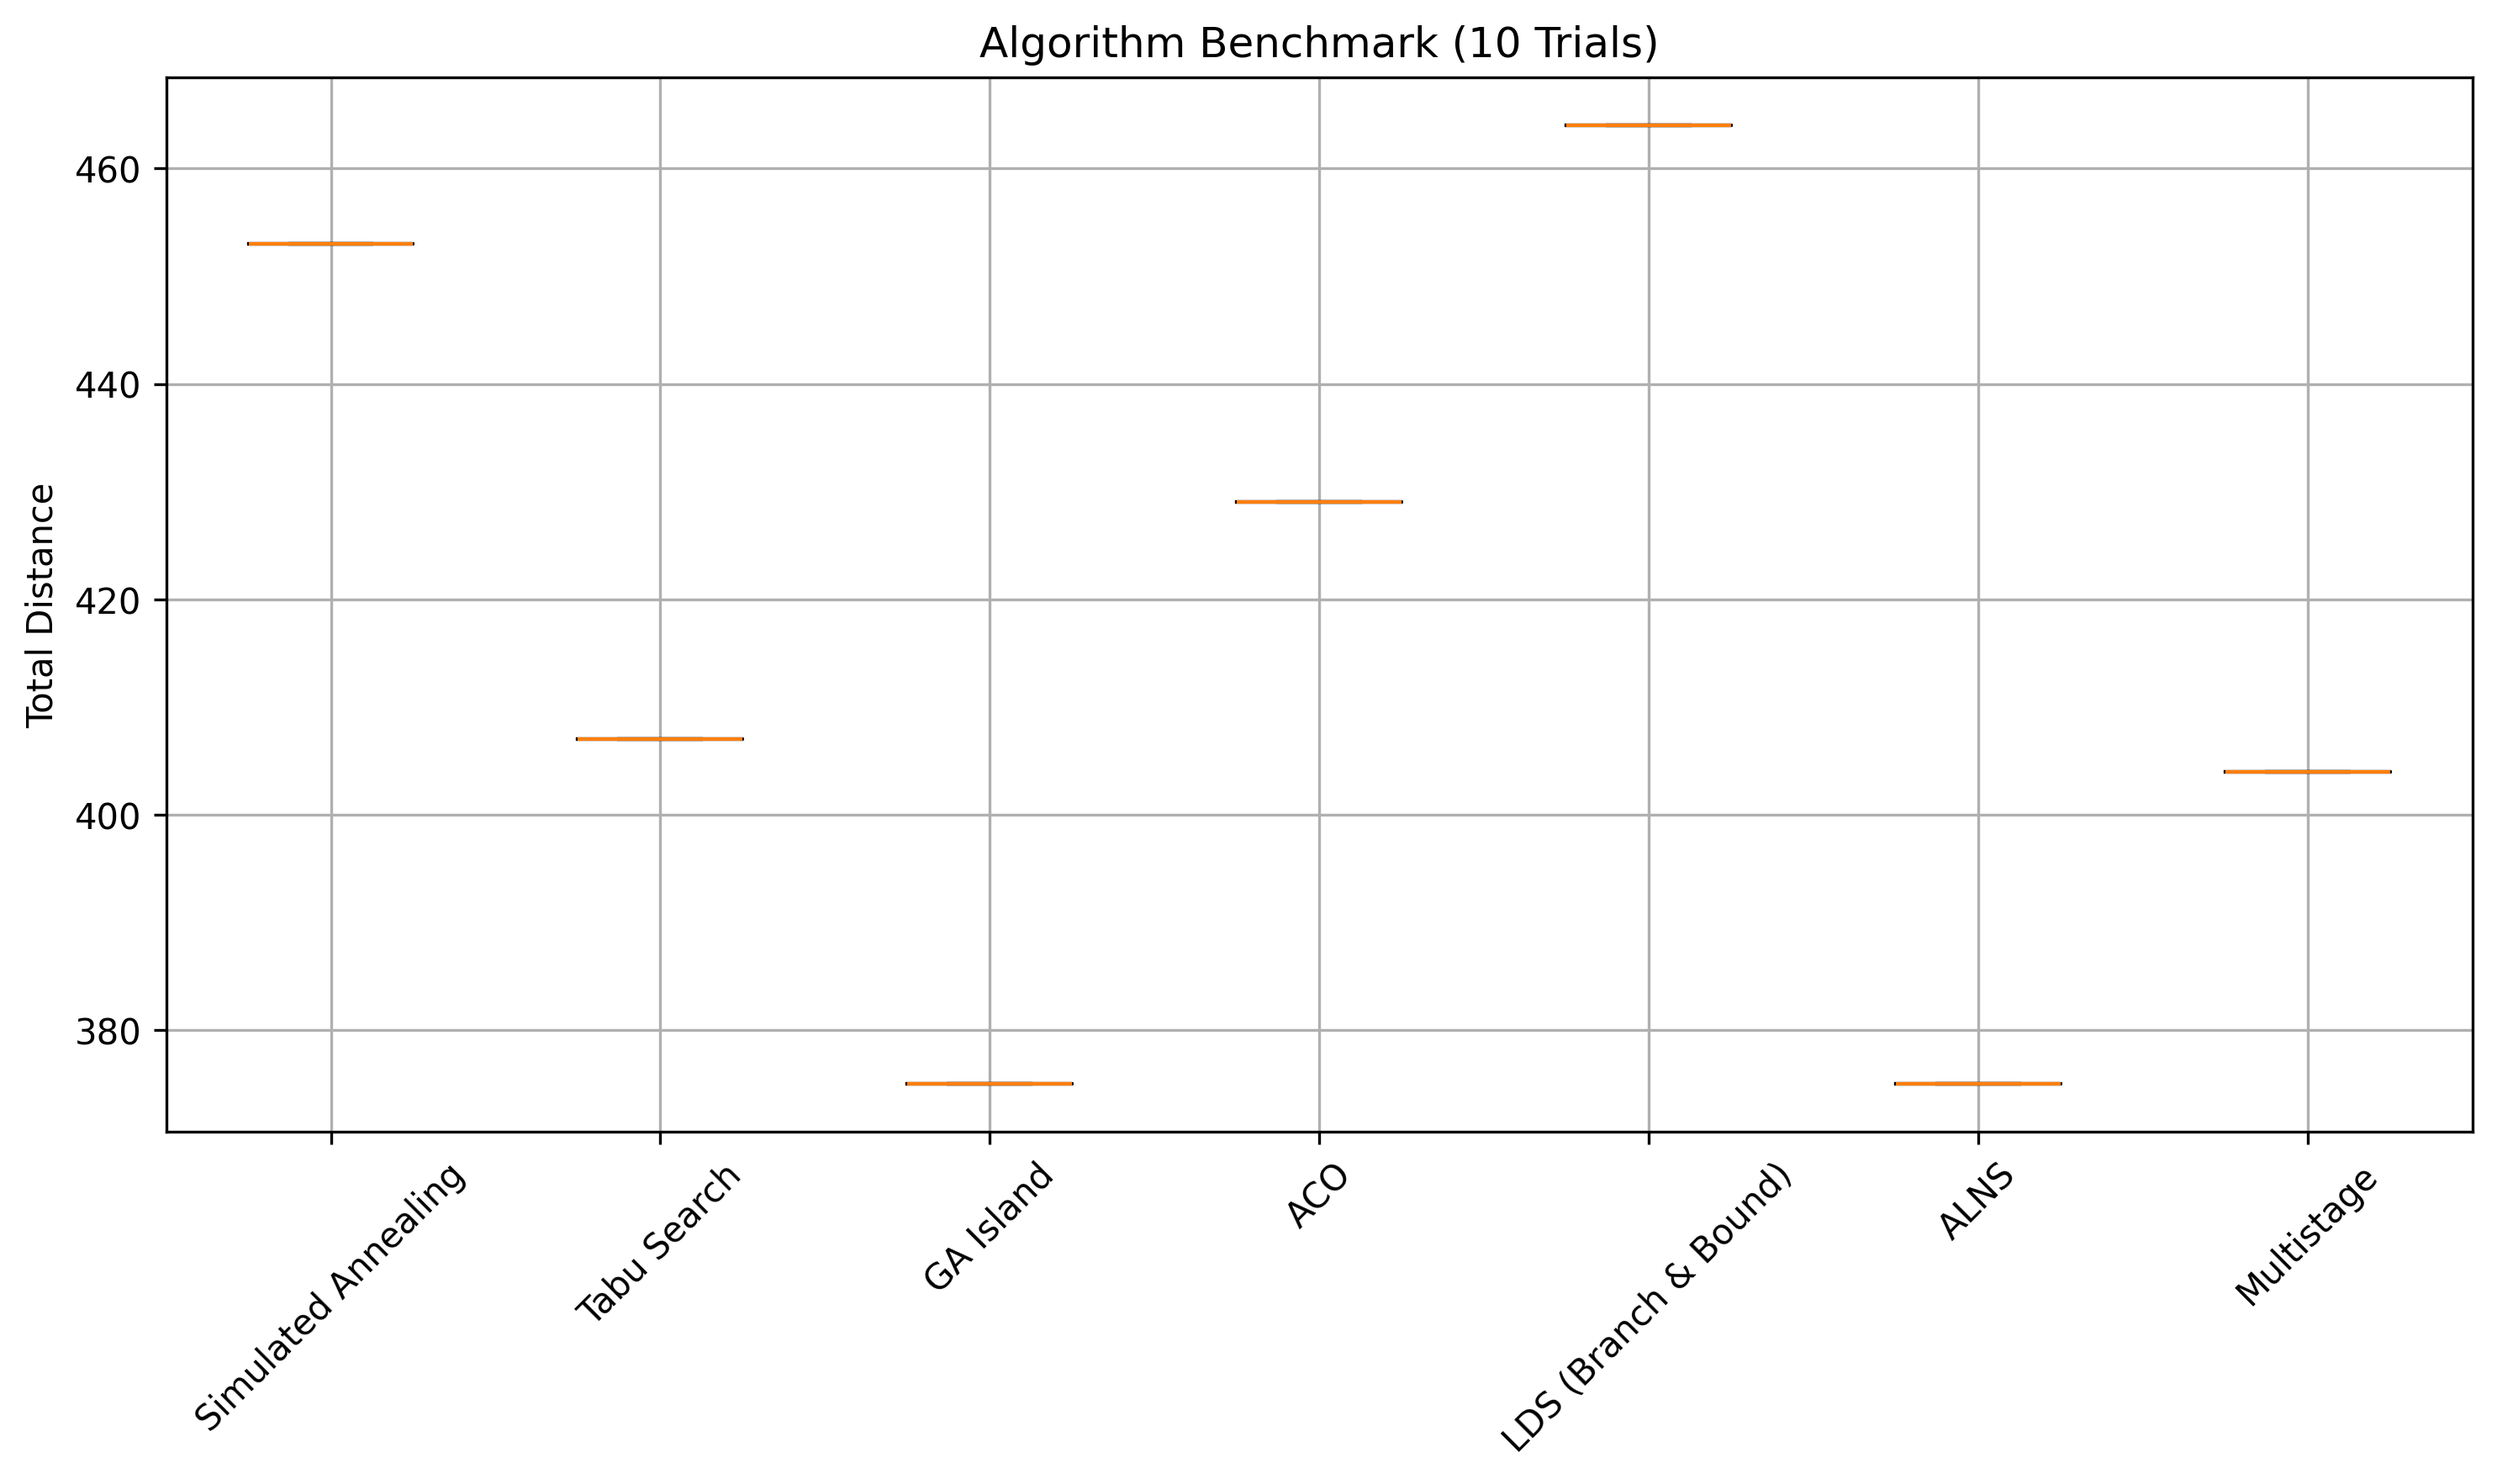 Algorithm Benchmark (10 Trials)
Total Distance
460
440
420
400
380
Simulated Annealing
Tabu Search
GA Island
ACO
LDS (Branch & Bound)
ALNS
Multistage